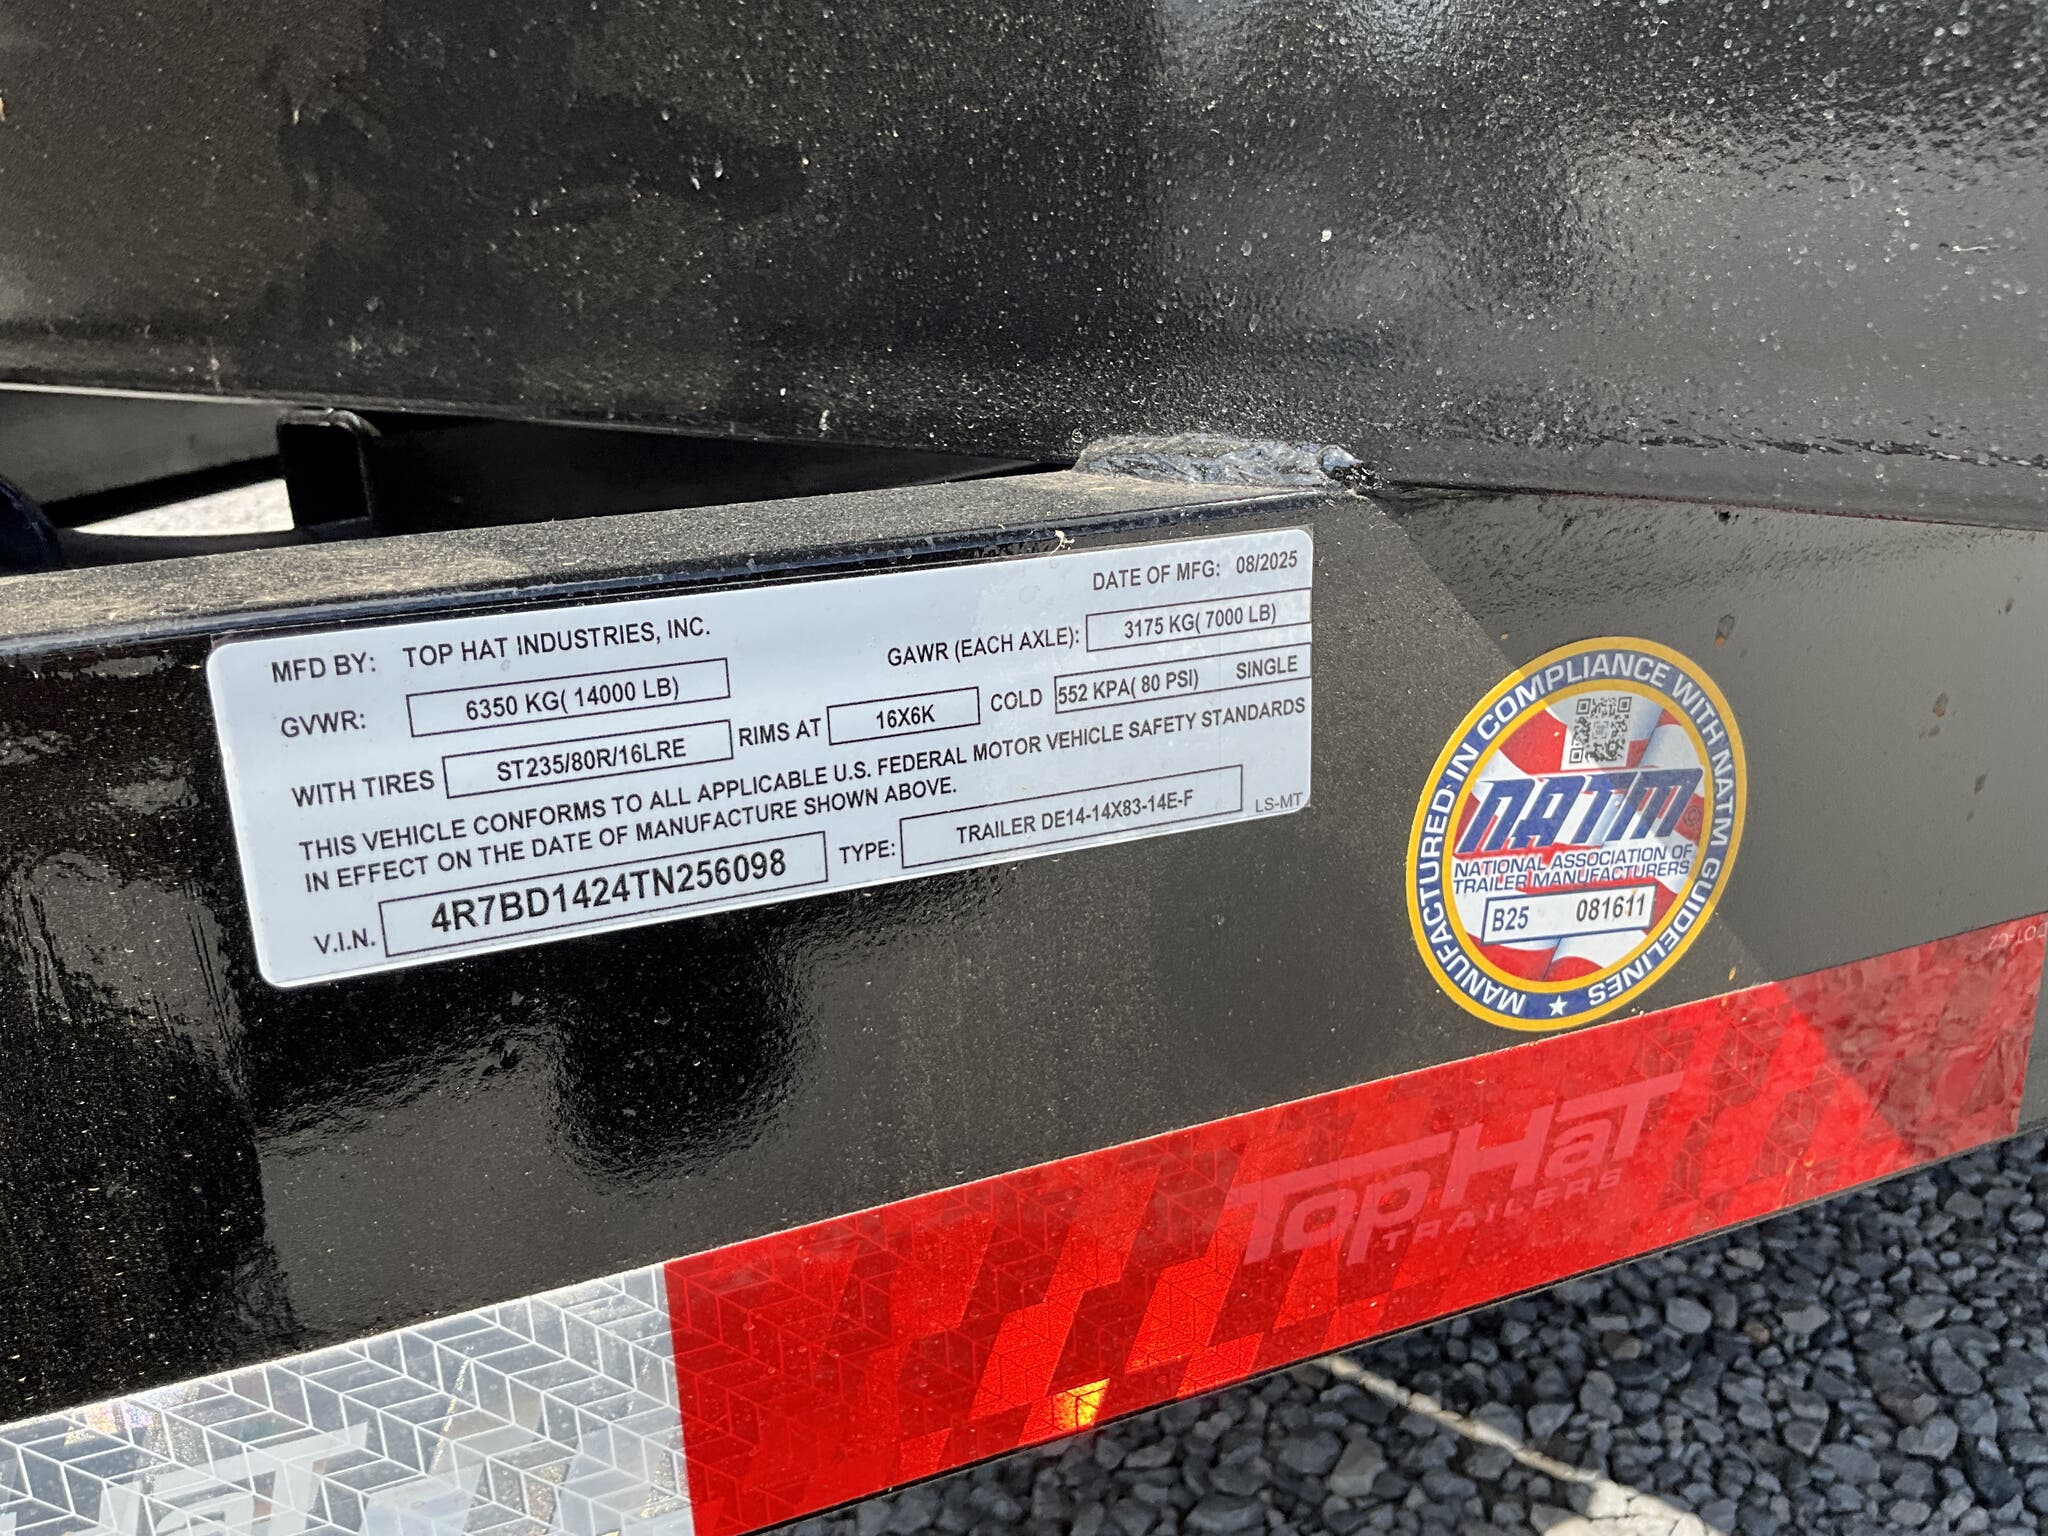 MFD BY: TOP HAT INDUSTRIES, INC. DATE OF MFG: 08/2025
GVWR: 6350 KG( 14000 LB) GAWR (EACH AXLE): 3175 KG( 7000 LB)
WITH TIRES ST235/80R/16LRE RIMS AT 16X6K COLD 552 KPA( 80 PSI) SINGLE
THIS VEHICLE CONFORMS TO ALL APPLICABLE U.S. FEDERAL MOTOR VEHICLE SAFETY STANDARDS
IN EFFECT ON THE DATE OF MANUFACTURE SHOWN ABOVE.
V.I.N. 4R7BD1424TN256098 TYPE: TRAILER DE14-14X83-14E-F LS-MT
MANUFACTURED IN COMPLIANCE WITH NATM GUIDELINES
NATM
NATIONAL ASSOCIATION OF
TRAILER MANUFACTURERS
B25 081611
DOT-C2
TOP HAT
TRAILERS